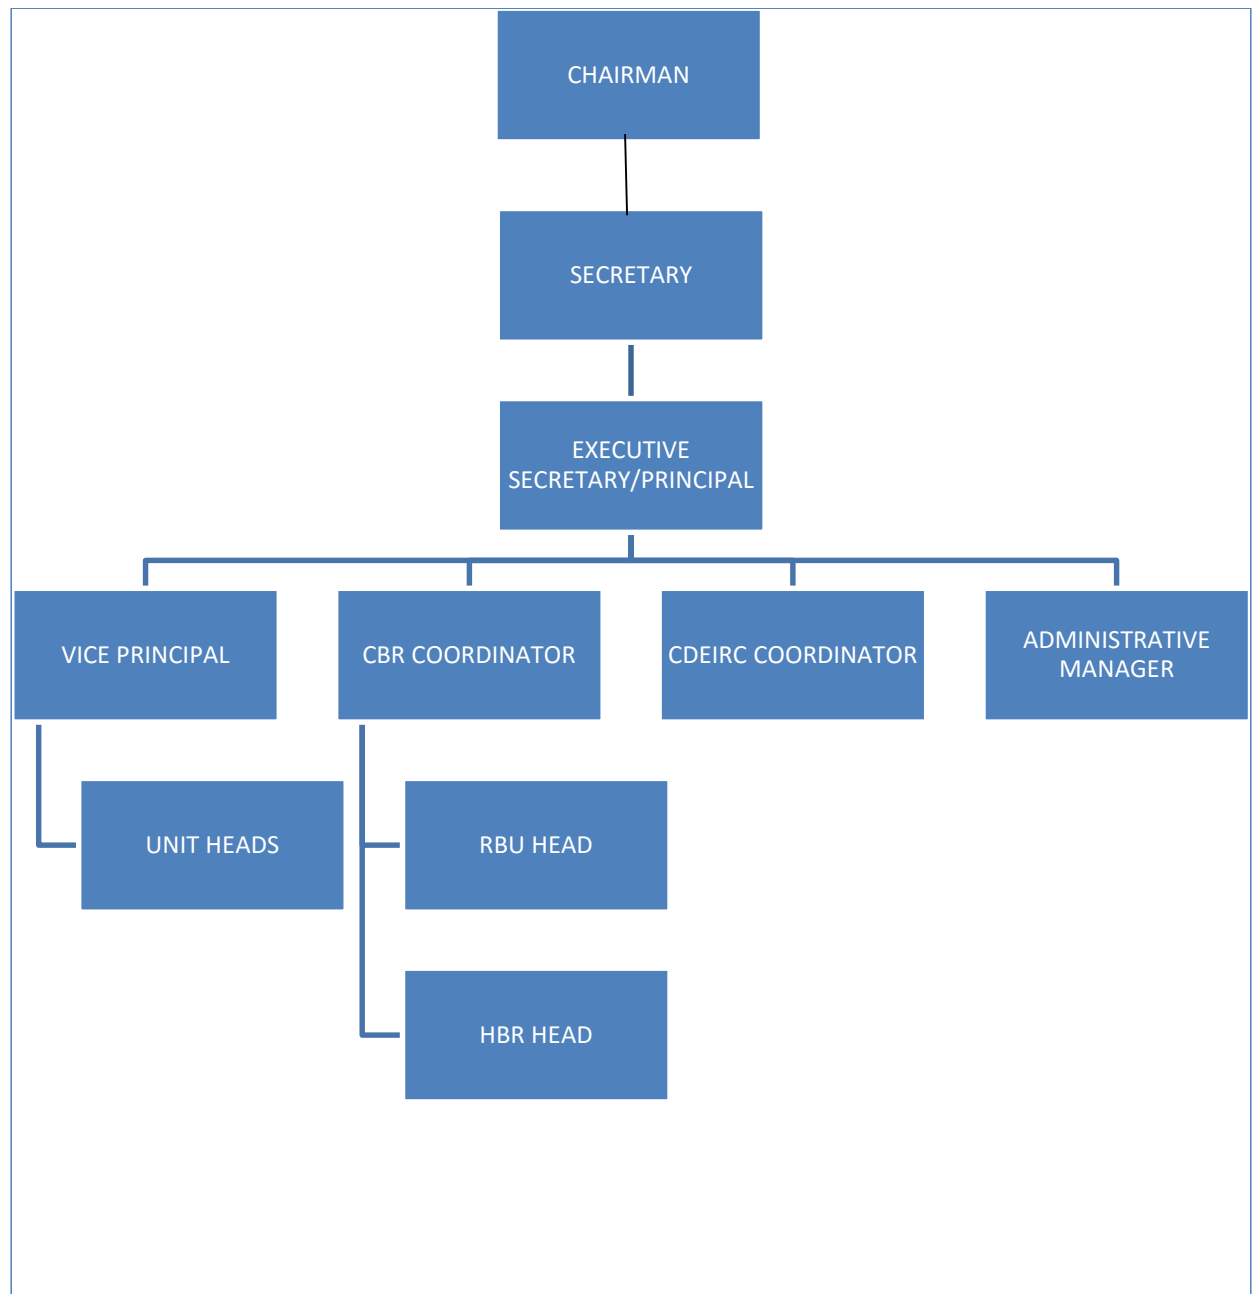 CHAIRMAN
SECRETARY
EXECUTIVE
SECRETARY/PRINCIPAL
VICE PRINCIPAL
CBR COORDINATOR
CDEIRC COORDINATOR
ADMINISTRATIVE
MANAGER
UNIT HEADS
RBU HEAD
HBR HEAD